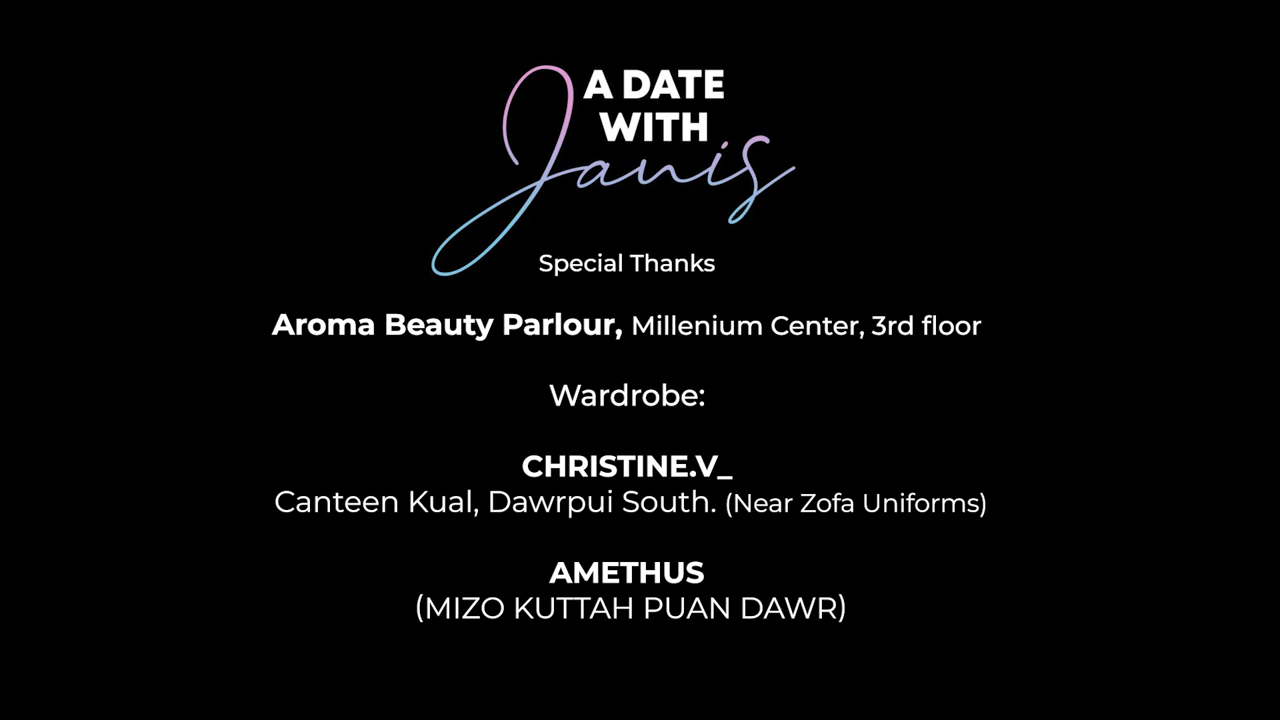 A DATE
WITH
Janis
Special Thanks
Aroma Beauty Parlour, Millenium Center, 3rd floor
Wardrobe:
CHRISTINE.V_
Canteen Kual, Dawrpui South. (Near Zofa Uniforms)
AMETHUS
(MIZO KUTTAH PUAN DAWR)